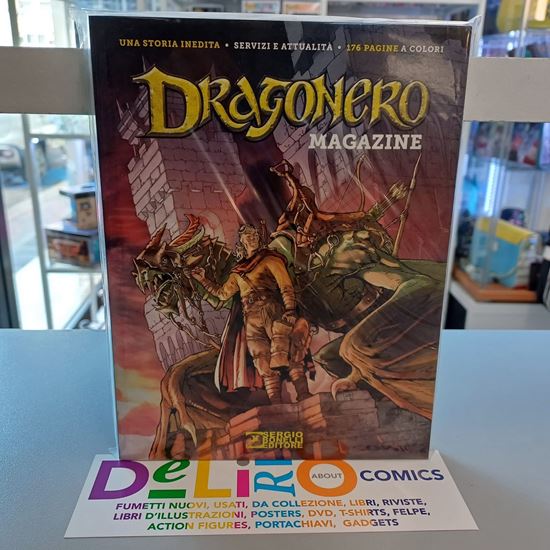 UNA STORIA INEDITA • SERVIZI E ATTUALITÀ • 176 PAGINE A COLORI
DRAGONERO
MAGAZINE
SERGIO
BONELLI
EDITORE
DeLiRIO ABOUT COMICS
FUMETTI NUOVI, USATI, DA COLLEZIONE, LIBRI, RIVISTE,
LIBRI D'ILLUSTRAZIONI, POSTERS, DVD, T-SHIRTS, FELPE,
ACTION FIGURES, PORTACHIAVI, GADGETS